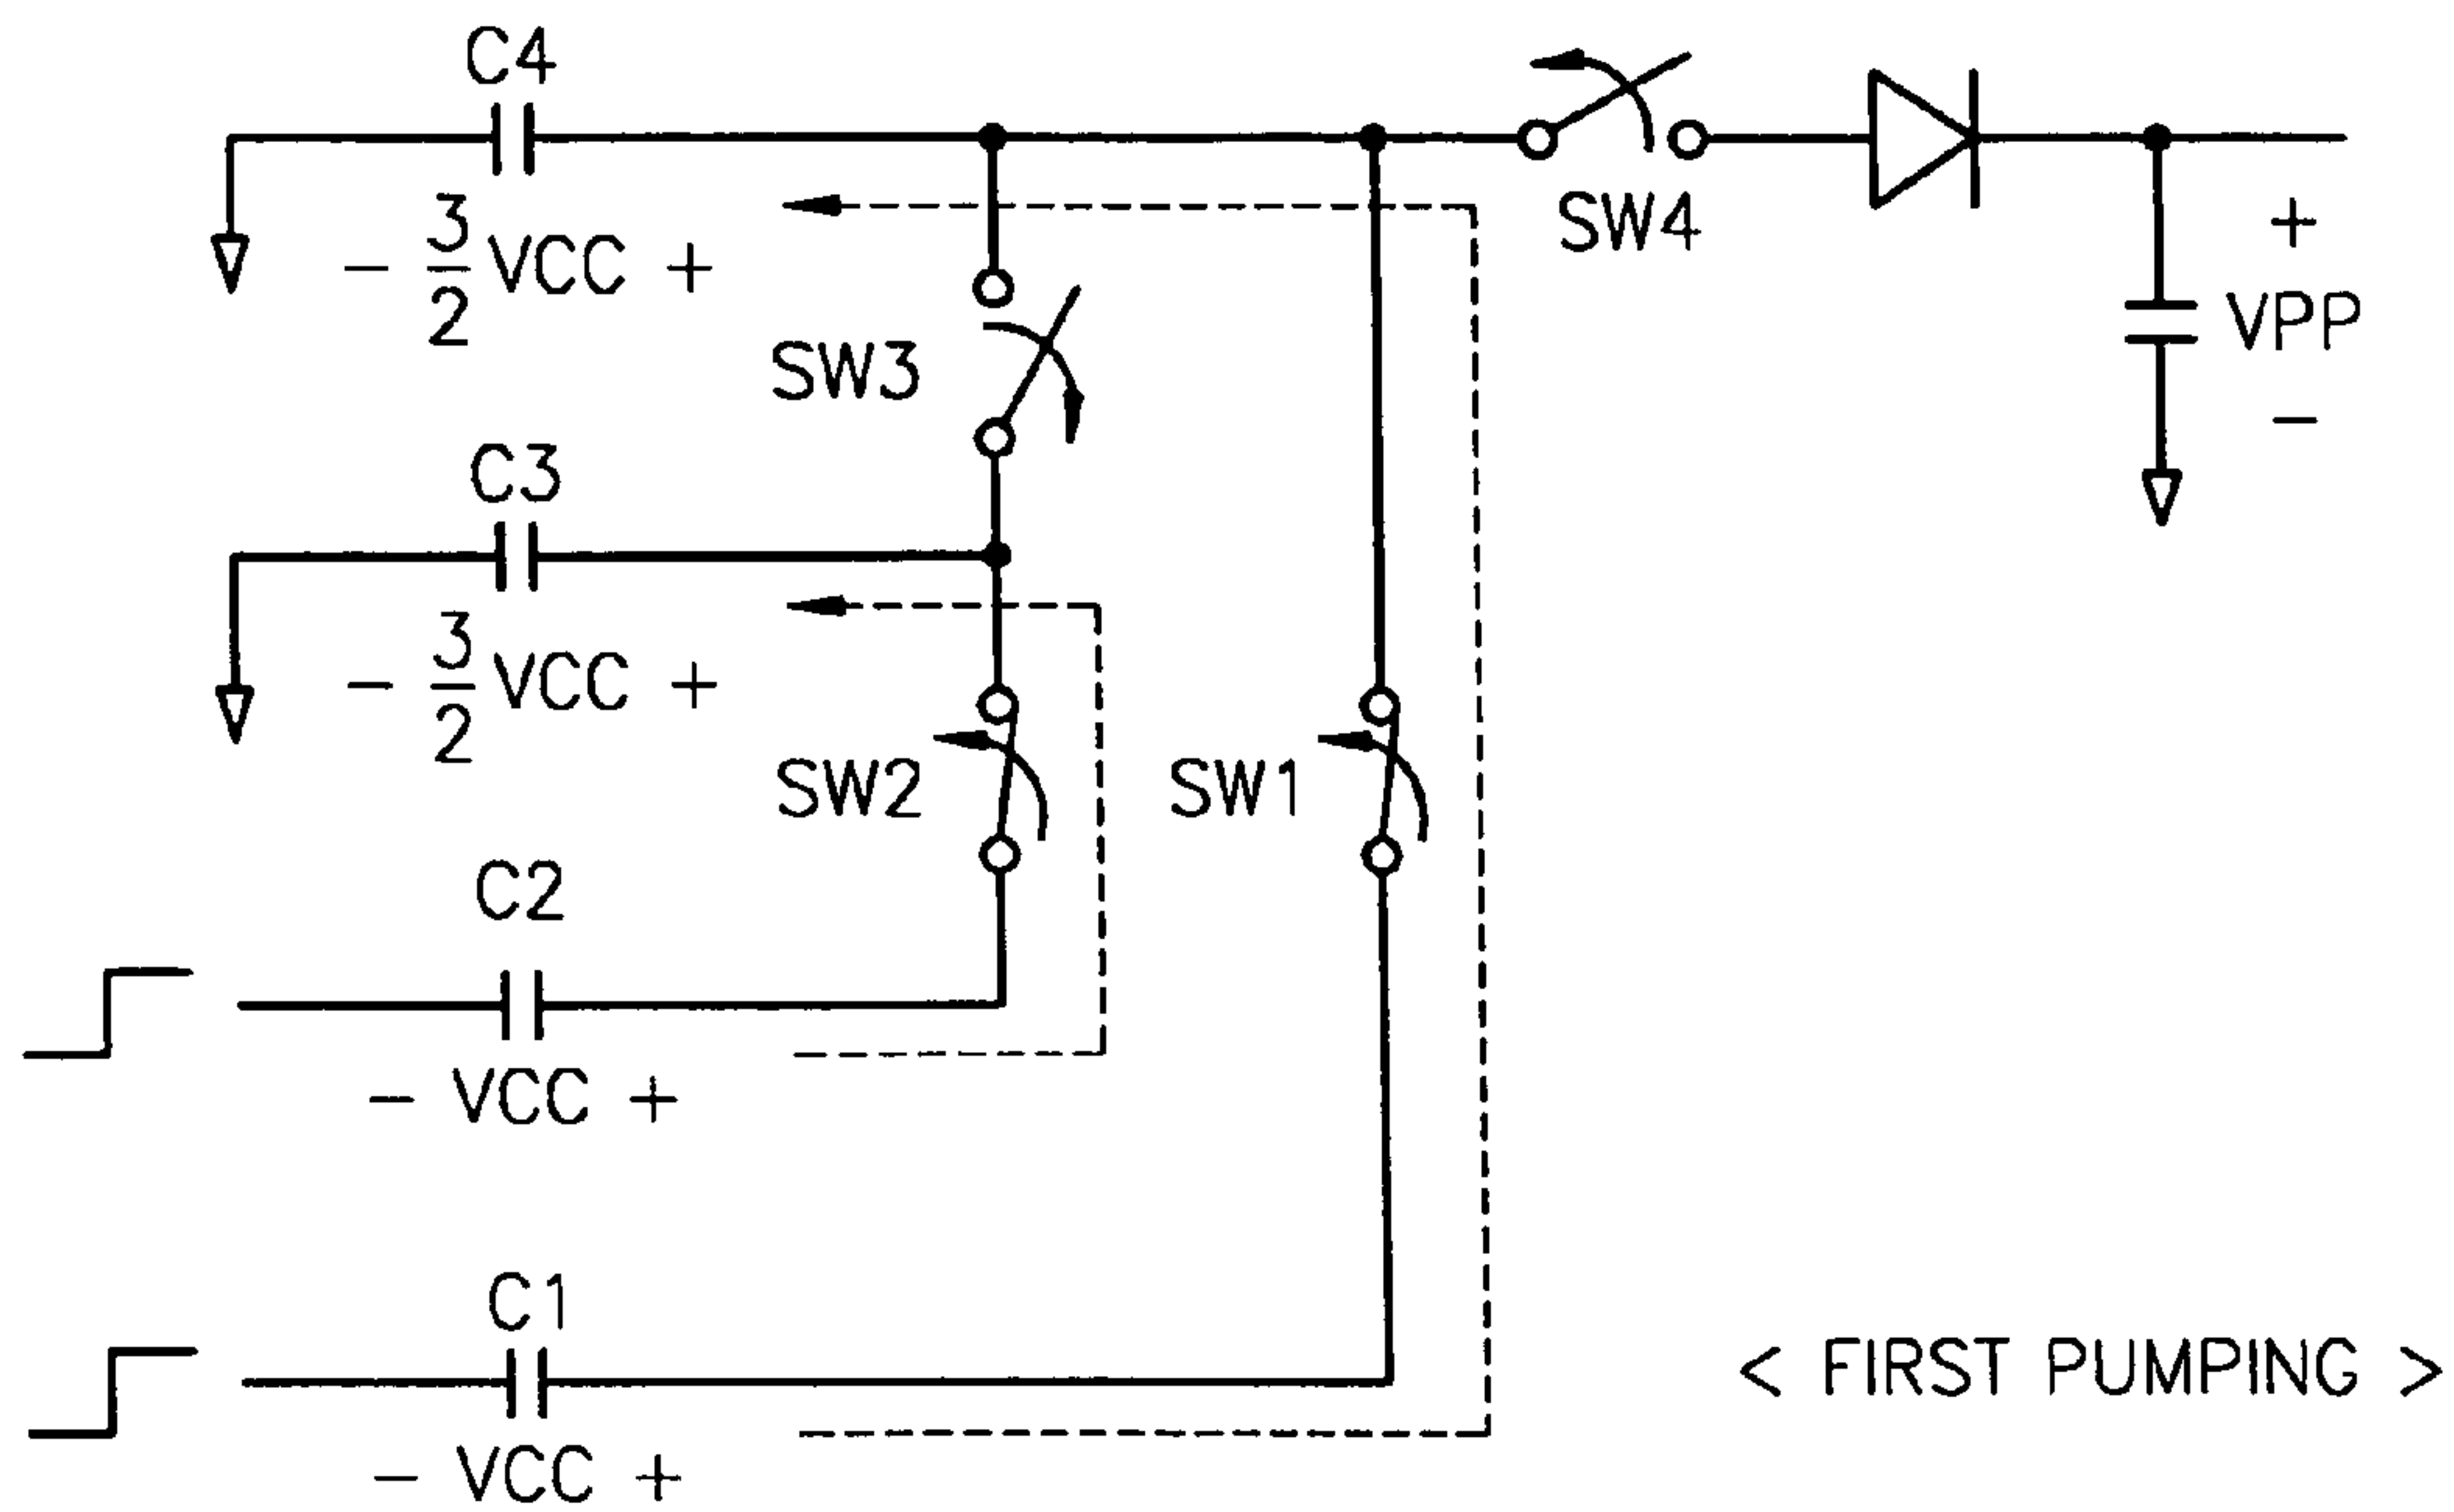 C4
- 3/2 VCC +
SW4
+
VPP
-
SW3
C3
- 3/2 VCC +
SW2
SW1
C2
- VCC +
C1
- VCC +
< FIRST PUMPING >